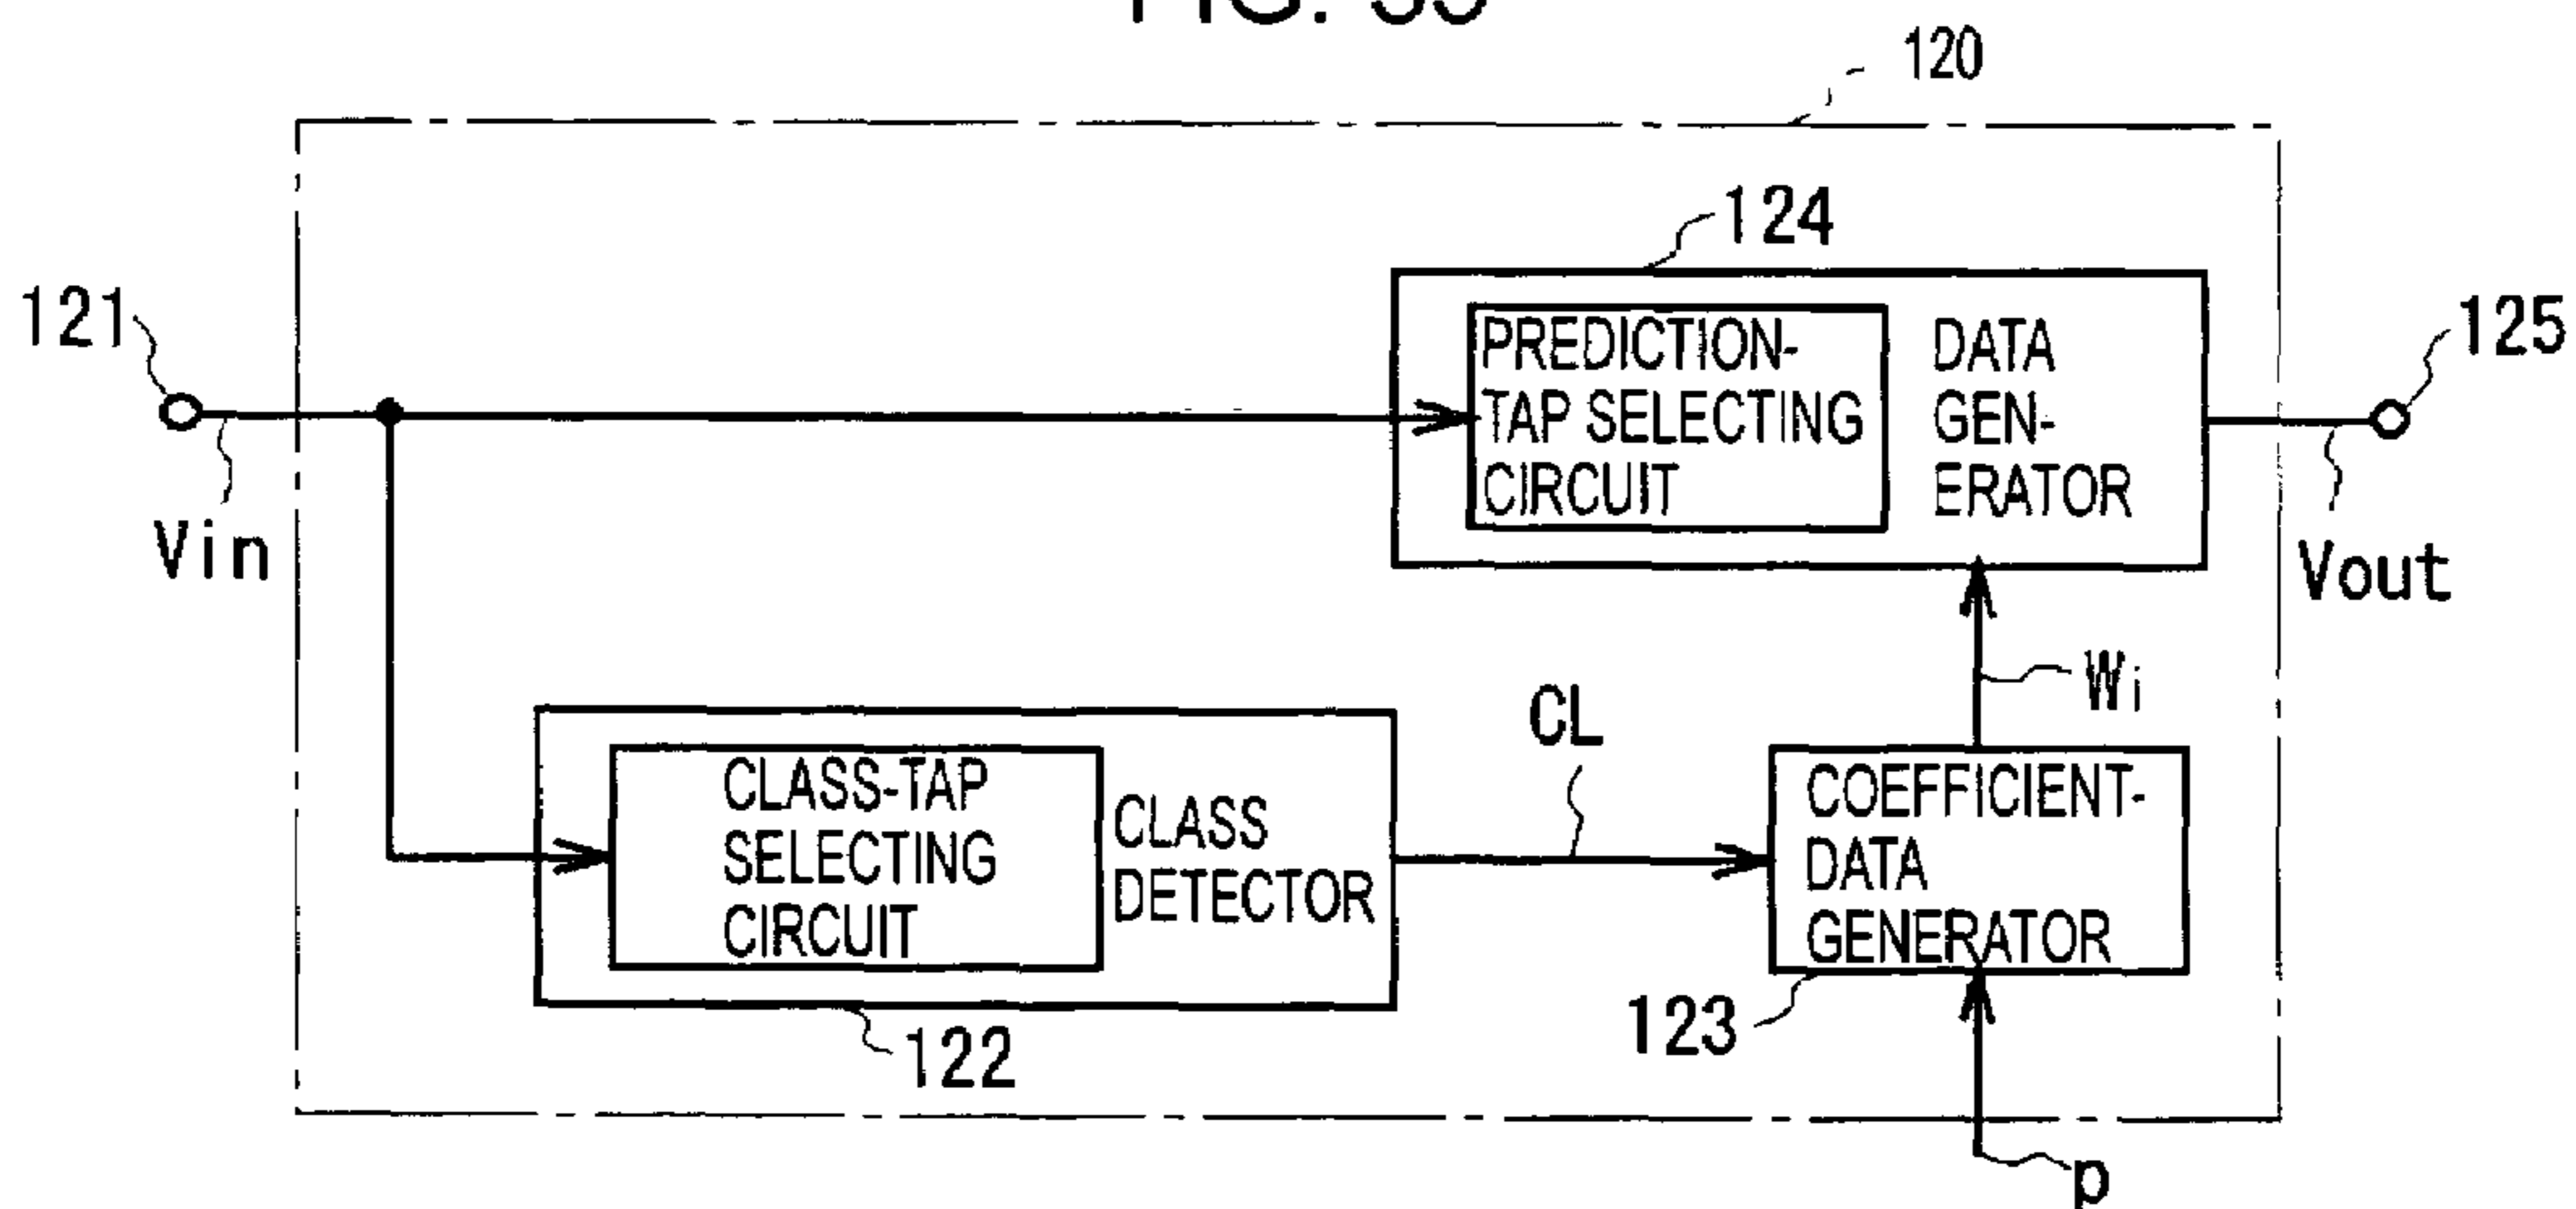 120
124
121
PREDICTION-
TAP SELECTING
CIRCUIT
DATA
GEN-
ERATOR
125
Vin
Vout
Wi
CL
CLASS-TAP
SELECTING
CIRCUIT
CLASS
DETECTOR
COEFFICIENT-
DATA
GENERATOR
123
122
p